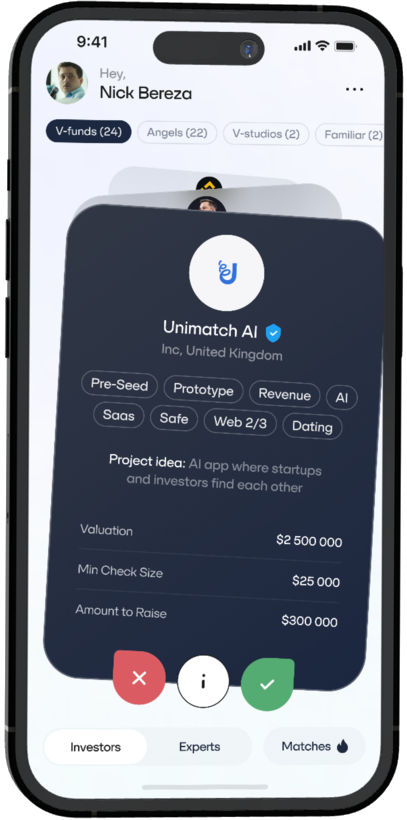 9:41
Hey,
Nick Bereza
V-funds (24) Angels (22) V-studios (2) Familiar (2)
Unimatch AI
Inc, United Kingdom
Pre-Seed Prototype Revenue AI
Saas Safe Web 2/3 Dating
Project idea: AI app where startups
and investors find each other
Valuation $2 500 000
Min Check Size $25 000
Amount to Raise $300 000
Investors Experts Matches